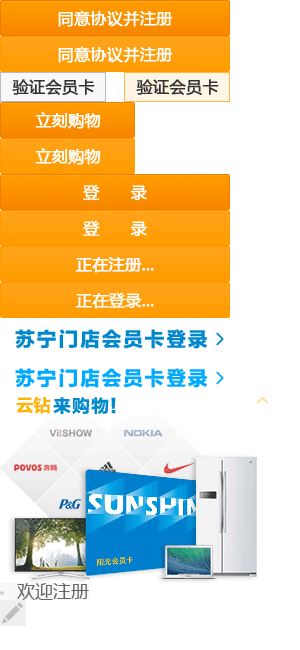 同意协议并注册
同意协议并注册
验证会员卡 验证会员卡
立刻购物
立刻购物
登 录
登 录
正在注册...
正在登录...
苏宁门店会员卡登录
苏宁门店会员卡登录
云钻来购物!
Vi!SHOW NOKIA
POVOS 奔腾
P&G SUNSHIN
阳光会员卡
欢迎注册